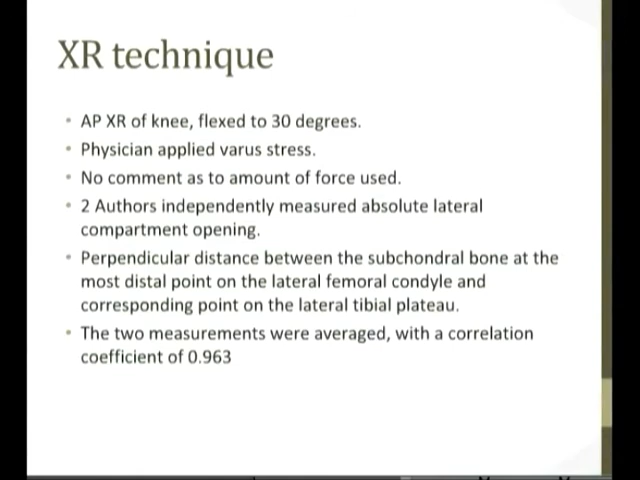 XR technique
• AP XR of knee, flexed to 30 degrees.
• Physician applied varus stress.
• No comment as to amount of force used.
• 2 Authors independently measured absolute lateral
compartment opening.
• Perpendicular distance between the subchondral bone at the
most distal point on the lateral femoral condyle and
corresponding point on the lateral tibial plateau.
• The two measurements were averaged, with a correlation
coefficient of 0.963